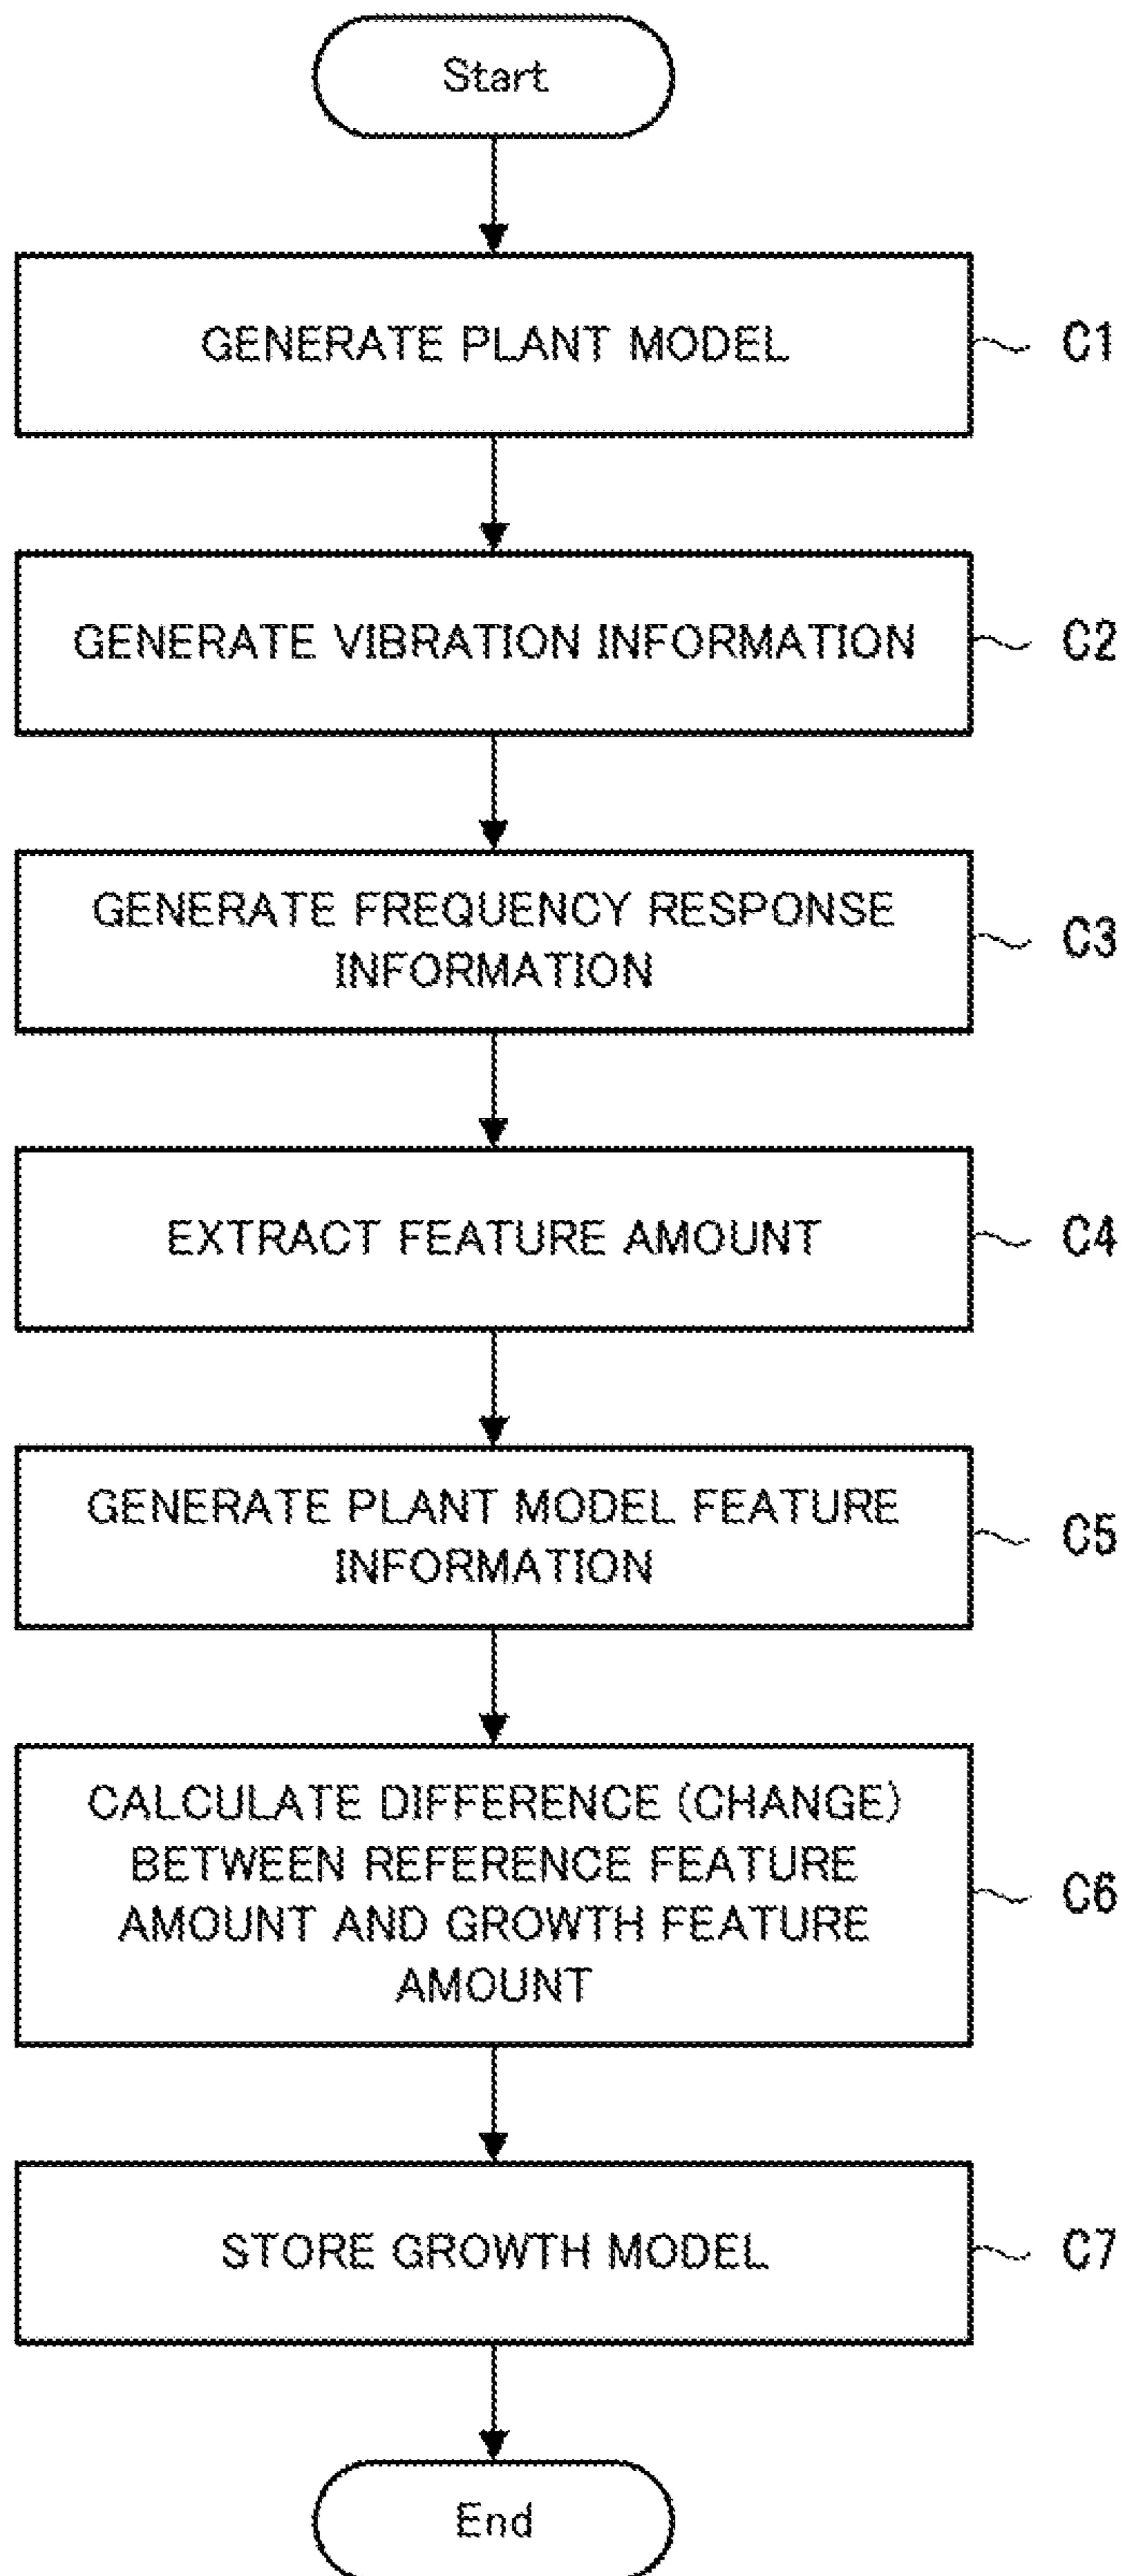 Start
GENERATE PLANT MODEL
C1
GENERATE VIBRATION INFORMATION
C2
GENERATE FREQUENCY RESPONSE
INFORMATION
C3
EXTRACT FEATURE AMOUNT
C4
GENERATE PLANT MODEL FEATURE
INFORMATION
C5
CALCULATE DIFFERENCE (CHANGE)
BETWEEN REFERENCE FEATURE
AMOUNT AND GROWTH FEATURE
AMOUNT
C6
STORE GROWTH MODEL
C7
End